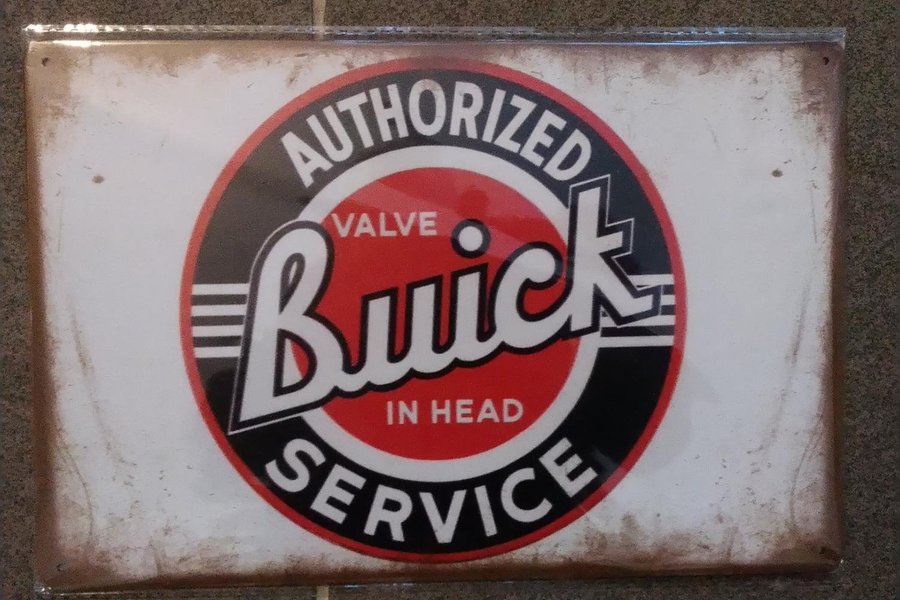 AUTHORIZED
VALVE
Buick
IN HEAD
SERVICE